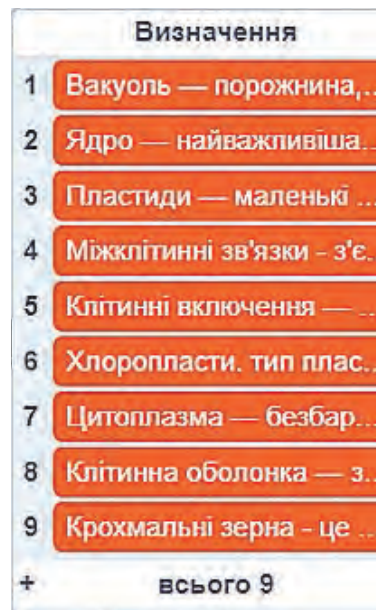 Визначення
1 Вакуоль — порожнина,...
2 Ядро — найважливіша...
3 Пластиди — маленькі ...
4 Міжклітинні зв'язки - з'є.
5 Клітинні включення — ...
6 Хлоропласти. тип плас...
7 Цитоплазма — безбар...
8 Клітинна оболонка — з...
9 Крохмальні зерна - це ...
+ всього 9